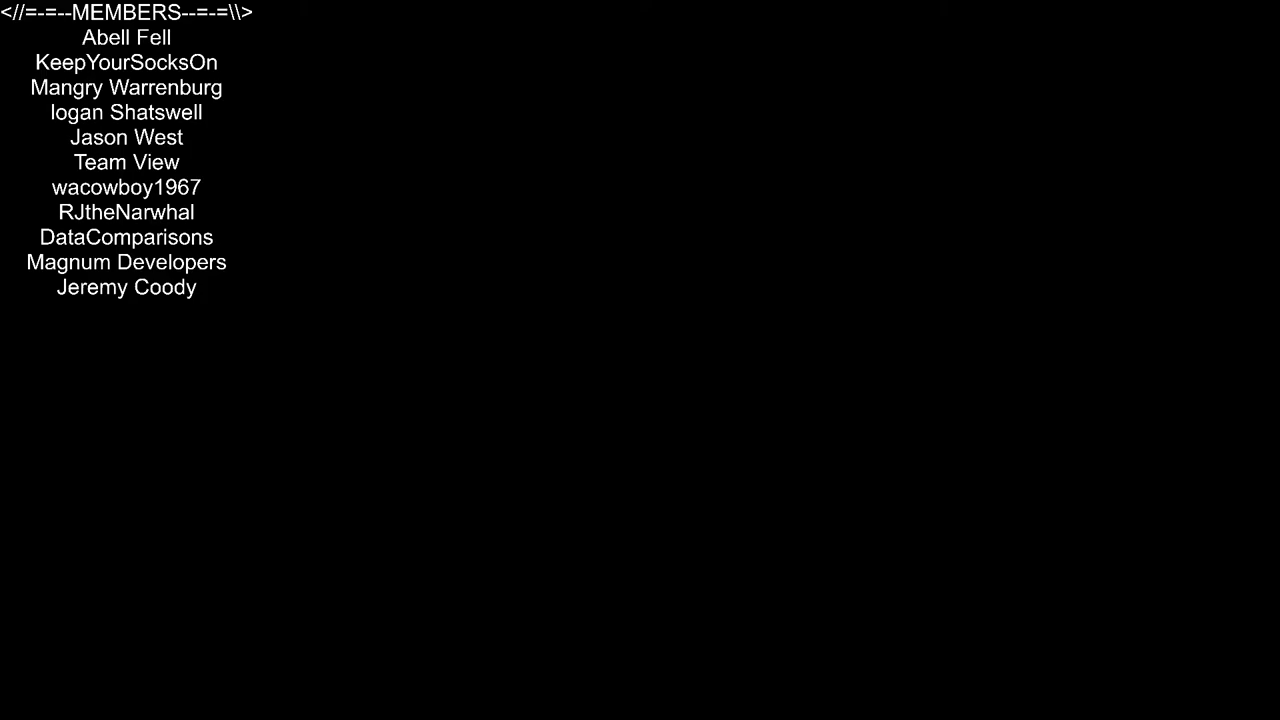 <//=-=--MEMBERS--=-=\\>
Abell Fell
KeepYourSocksOn
Mangry Warrenburg
logan Shatswell
Jason West
Team View
wacowboy1967
RJtheNarwhal
DataComparisons
Magnum Developers
Jeremy Coody